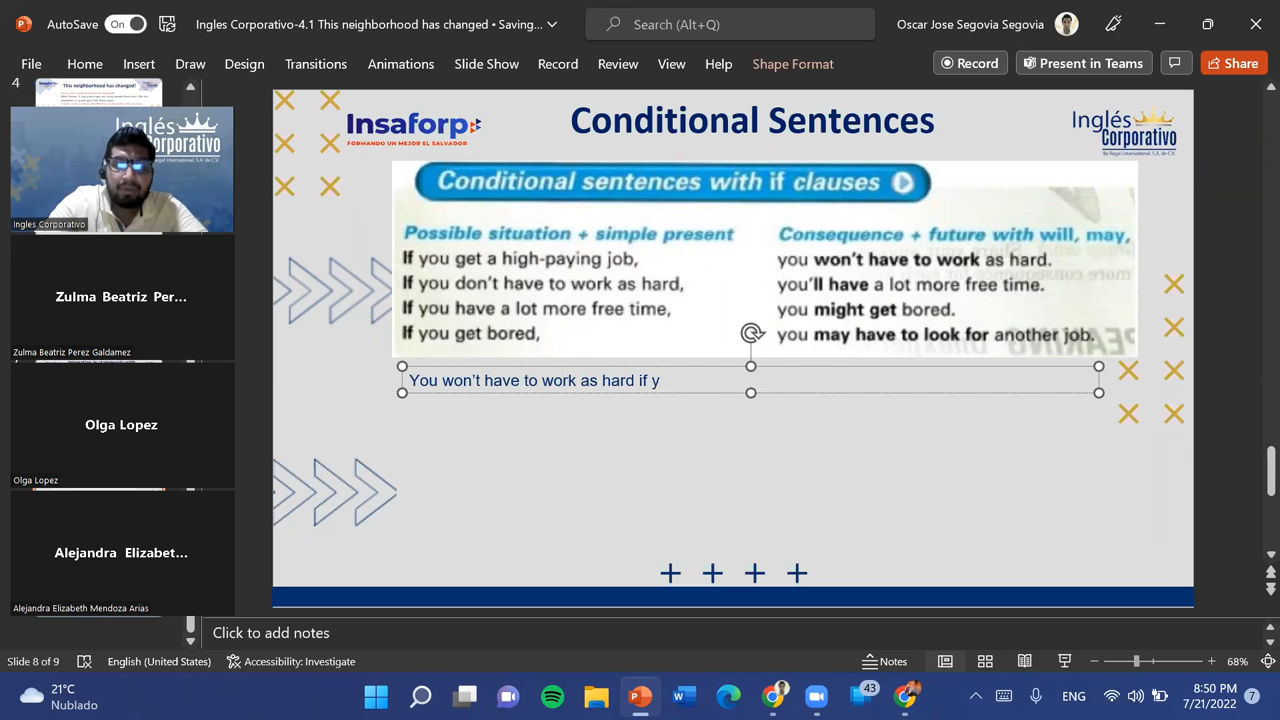 AutoSave On Ingles Corporativo-4.1 This neighborhood has changed • Saving... Search (Alt+Q) Oscar Jose Segovia Segovia
File Home Insert Draw Design Transitions Animations Slide Show Record Review View Help Shape Format Record Present in Teams Share
4
This neighborhood has changed!
Inglés
Corporativo
By Regal International, S.A. de C.V.
Ingles Corporativo
Zulma Beatriz Per...
Zulma Beatriz Perez Galdamez
Olga Lopez
Olga Lopez
Alejandra Elizabet...
Alejandra Elizabeth Mendoza Arias
Insaforp
FORMANDO UN MEJOR EL SALVADOR
Conditional Sentences
Inglés
Corporativo
By Regal International, S.A. de C.V.
Conditional sentences with if clauses
Possible situation + simple present Consequence + future with will, may,
If you get a high-paying job, you won't have to work as hard.
If you don't have to work as hard, you'll have a lot more free time.
If you have a lot more free time, you might get bored.
If you get bored, you may have to look for another job.
You won't have to work as hard if y
Click to add notes
Slide 8 of 9 English (United States) Accessibility: Investigate Notes 68%
21°C
Nublado
43
ENG
8:50 PM
7/21/2022
7